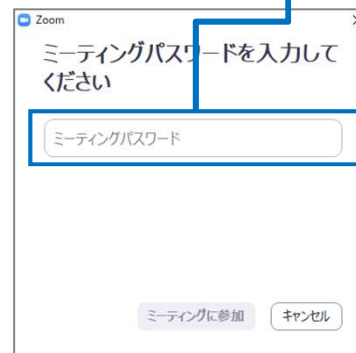 Zoom
ミーティングパスワードを入力して
ください
ミーティングパスワード
ミーティングに参加 キャンセル